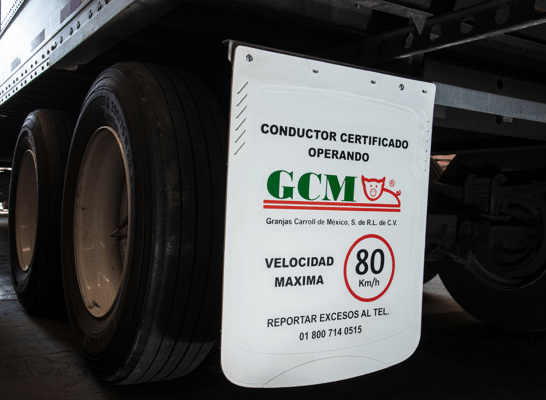 CONDUCTOR CERTIFICADO
OPERANDO
GCM ®
Granjas Carroll de México, S. de R.L. de C.V.
VELOCIDAD
MAXIMA
80
Km/h
REPORTAR EXCESOS AL TEL.
01 800 714 0515